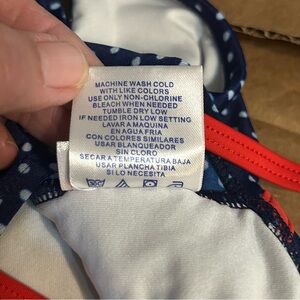 MACHINE WASH COLD
WITH LIKE COLORS
USE ONLY NON-CHLORINE
BLEACH WHEN NEEDED
TUMBLE DRY LOW
IF NEEDED IRON LOW SETTING
LAVAR A MAQUINA
EN AGUA FRIA
CON COLORES SIMILARES
USAR BLANQUEADOR
SIN CLORO
SECAR A TEMPERATURA BAJA
USAR PLANCHA TIBIA
SI LO NECESITA